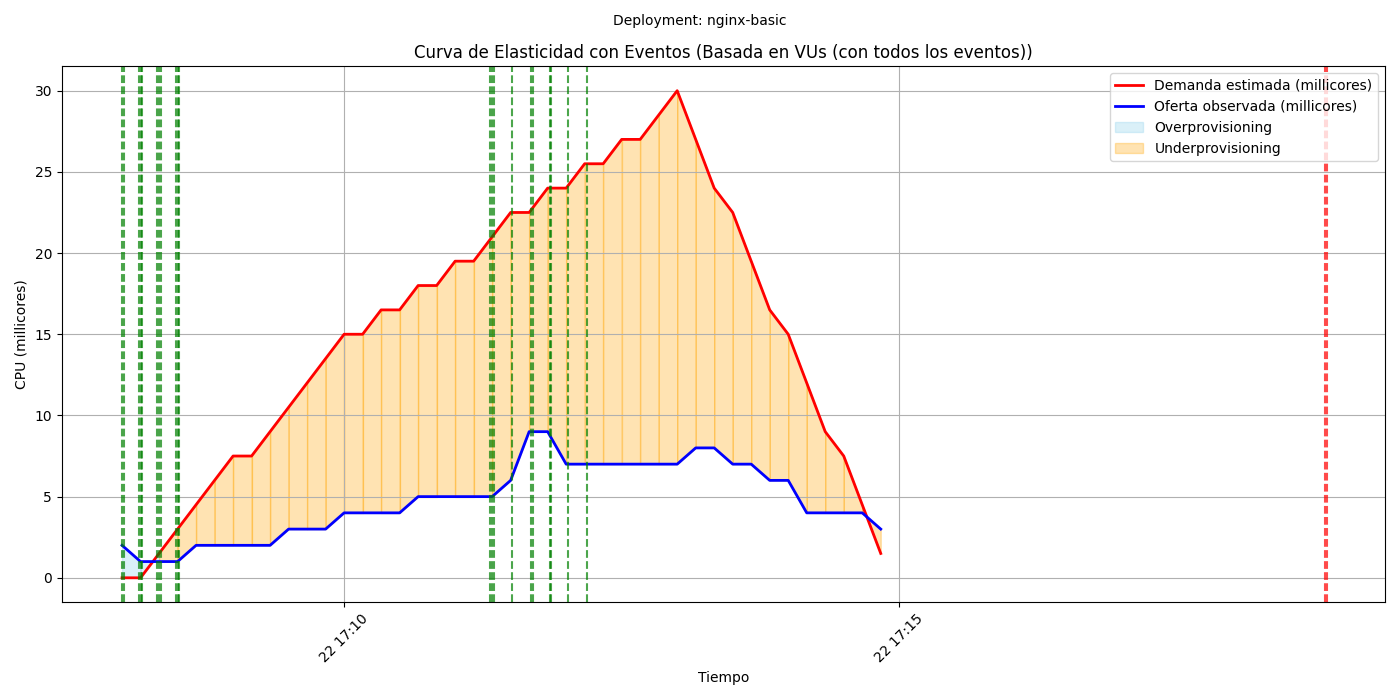 Deployment: nginx-basic
Curva de Elasticidad con Eventos (Basada en VUs (con todos los eventos))
Demanda estimada (millicores)
Oferta observada (millicores)
Overprovisioning
Underprovisioning
CPU (millicores)
30
25
20
15
10
5
0
22 17:10
22 17:15
Tiempo